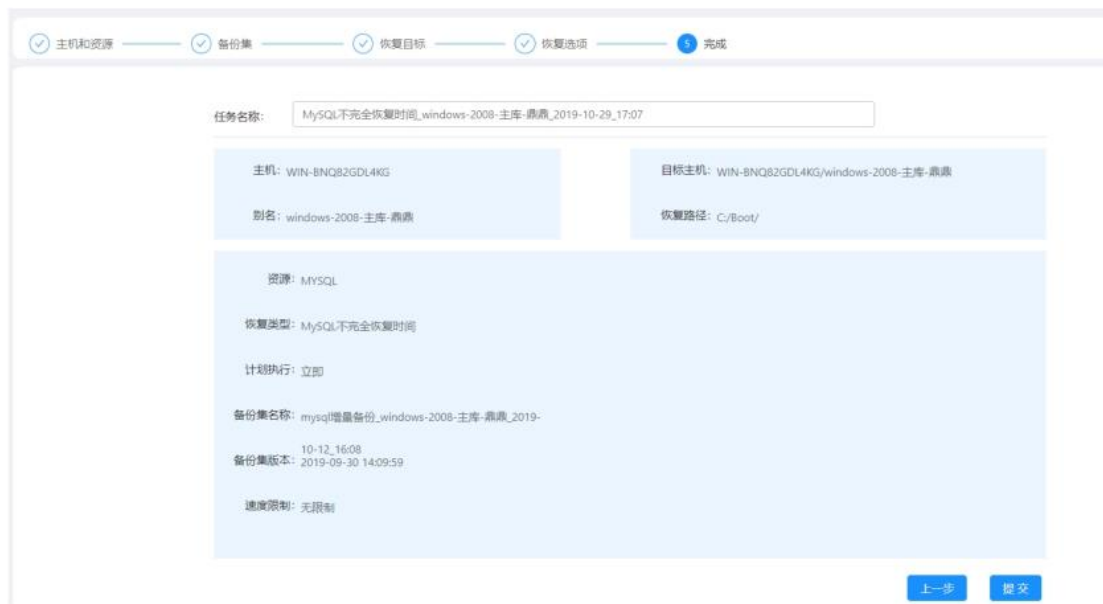 主机和资源 备份集 恢复目标 恢复选项 5 完成
任务名称: MySQL不完全恢复时间_windows-2008-主库-鼎鼎_2019-10-29_17:07
主机: WIN-BNQ82GDL4KG
别名: windows-2008-主库-鼎鼎
目标主机: WIN-BNQ82GDL4KG/windows-2008-主库-鼎鼎
恢复路径: C:/Boot/
资源: MYSQL
恢复类型: MySQL不完全恢复时间
计划执行: 立即
备份集名称: mysql增量备份_windows-2008-主库-鼎鼎_2019-
10-12_16:08
备份集版本: 2019-09-30 14:09:59
速度限制: 无限制
上一步 提交